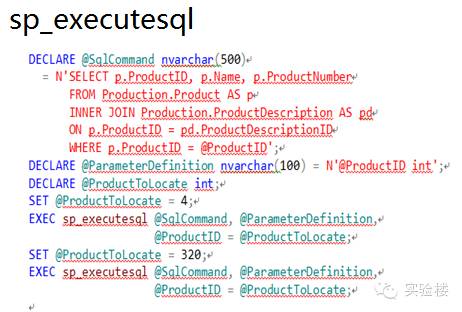 sp_executesql
DECLARE @SqlCommand nvarchar(500)
= N'SELECT p.ProductID, p.Name, p.ProductNumber
FROM Production.Product AS p
INNER JOIN Production.ProductDescription AS pd
ON p.ProductID = pd.ProductDescriptionID
WHERE p.ProductID = @ProductID';
DECLARE @ParameterDefinition nvarchar(100) = N'@ProductID int';
DECLARE @ProductToLocate int;
SET @ProductToLocate = 4;
EXEC sp_executesql @SqlCommand, @ParameterDefinition,
@ProductID = @ProductToLocate;
SET @ProductToLocate = 320;
EXEC sp_executesql @SqlCommand, @ParameterDefinition,
@ProductID = @ProductToLocate;
实验楼